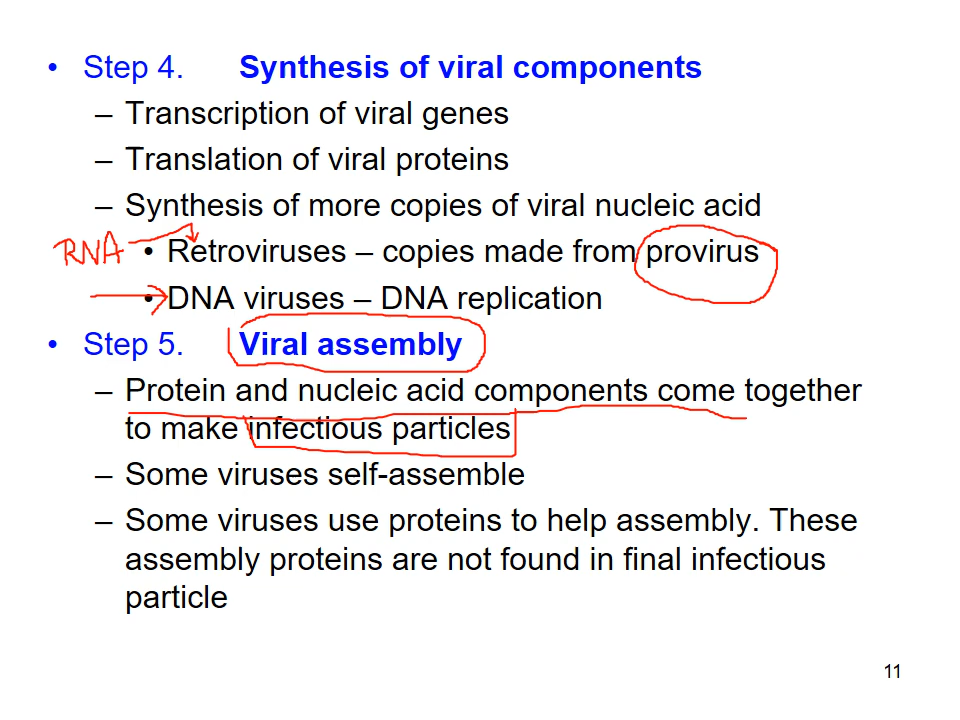 • Step 4. Synthesis of viral components
– Transcription of viral genes
– Translation of viral proteins
– Synthesis of more copies of viral nucleic acid
RNA • Retroviruses – copies made from provirus
• DNA viruses – DNA replication
• Step 5. Viral assembly
– Protein and nucleic acid components come together
to make infectious particles
– Some viruses self-assemble
– Some viruses use proteins to help assembly. These
assembly proteins are not found in final infectious
particle
11